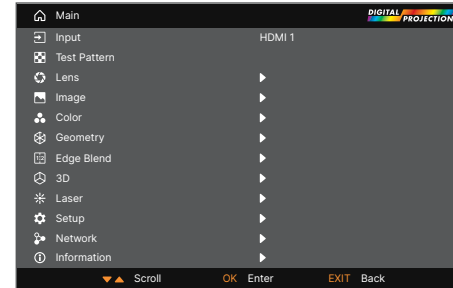 Main
DIGITAL PROJECTION
Input HDMI 1
Test Pattern
Lens
Image
Color
Geometry
Edge Blend
3D
Laser
Setup
Network
Information
Scroll OK Enter EXIT Back